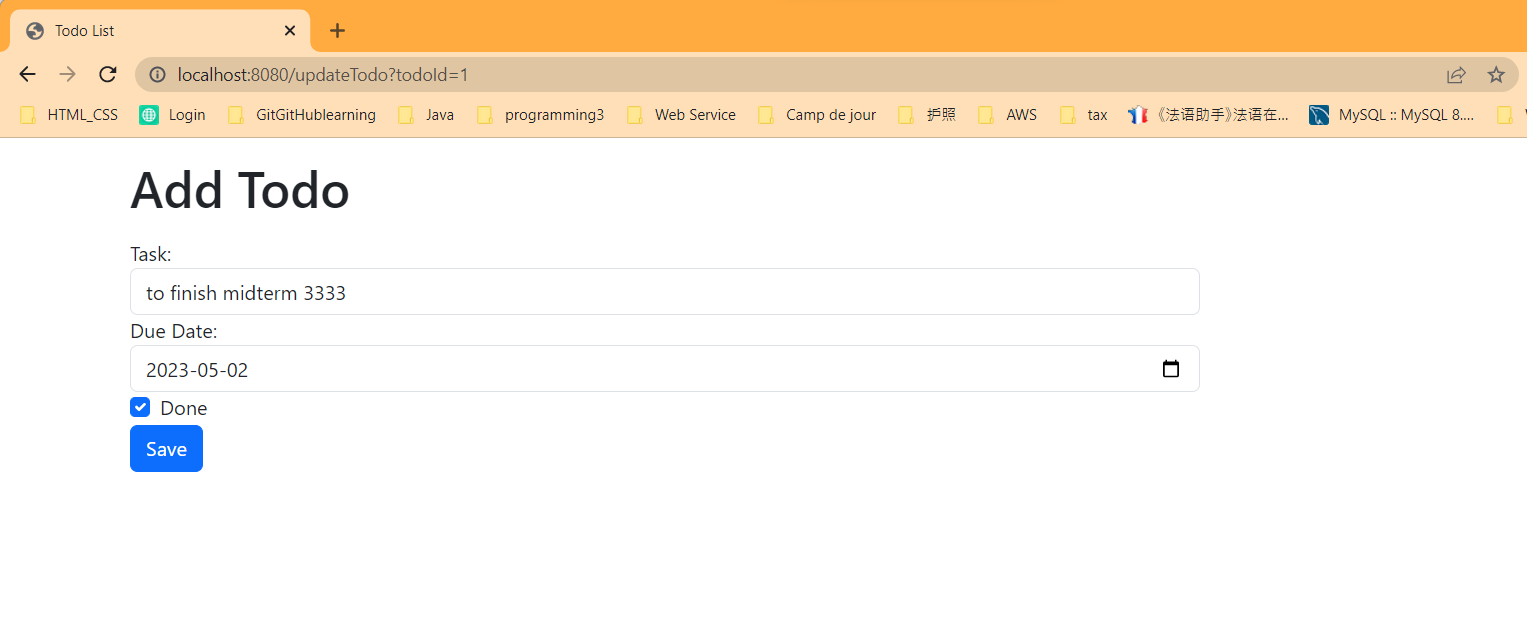 Todo List
localhost:8080/updateTodo?todoId=1
HTML_CSS Login GitGitHublearning Java programming3 Web Service Camp de jour 护照 AWS tax 《法语助手》法语在... MySQL :: MySQL 8....
Add Todo
Task:
to finish midterm 3333
Due Date:
2023-05-02
Done
Save